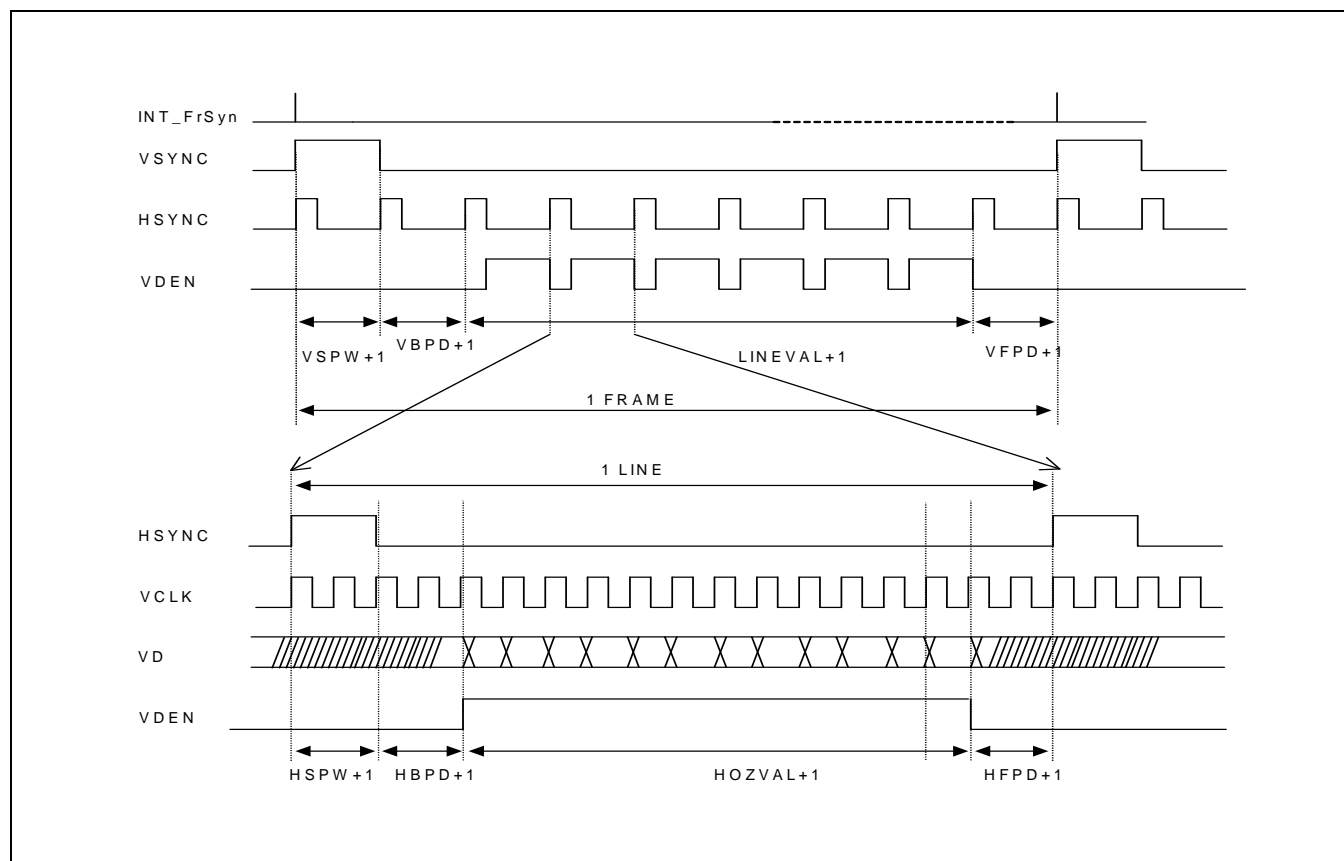 INT_FrSyn
VSYNC
HSYNC
VDEN
VSPW+1
VBPD+1
LINEVAL+1
VFPD+1
1 FRAME
1 LINE
HSYNC
VCLK
VD
VDEN
HSPW+1
HBPD+1
HOZVAL+1
HFPD+1